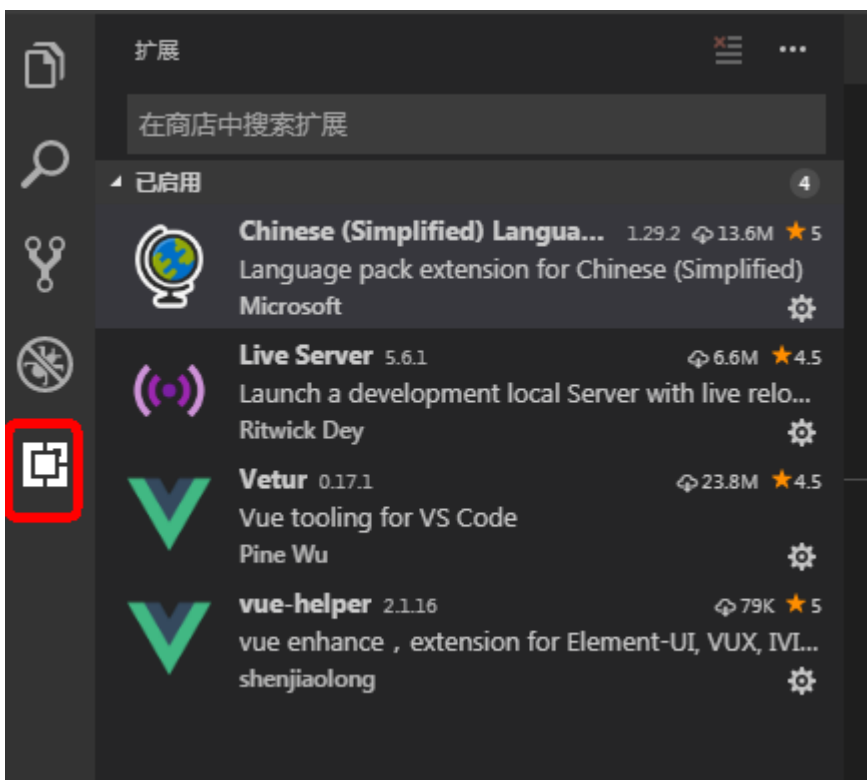 扩展
在商店中搜索扩展
已启用 4
Chinese (Simplified) Langua... 1.29.2 13.6M 5
Language pack extension for Chinese (Simplified)
Microsoft
Live Server 5.6.1 6.6M 4.5
Launch a development local Server with live relo...
Ritwick Dey
Vetur 0.17.1 23.8M 4.5
Vue tooling for VS Code
Pine Wu
vue-helper 2.1.16 79K 5
vue enhance，extension for Element-UI, VUX, IVI...
shenjiaolong